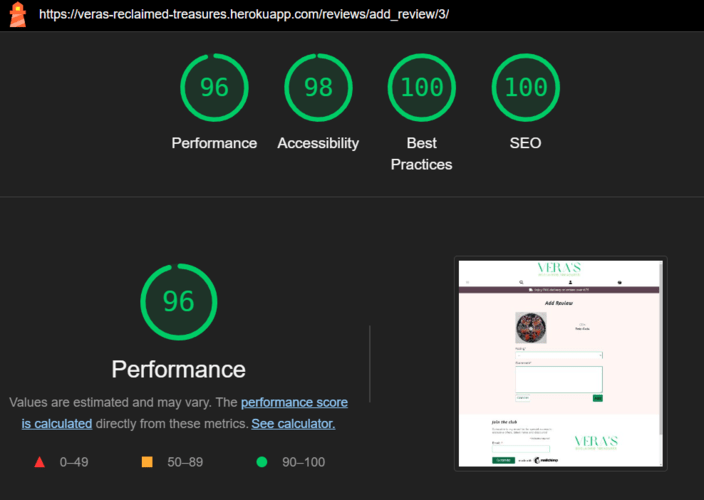 https://veras-reclaimed-treasures.herokuapp.com/reviews/add_review/3/
96
98
100
100
Performance
Accessibility
Best
Practices
SEO
96
Performance
Values are estimated and may vary. The performance score
is calculated directly from these metrics. See calculator.
0–49
50–89
90–100
VERA'S
Add Review
Join the club
VERA'S